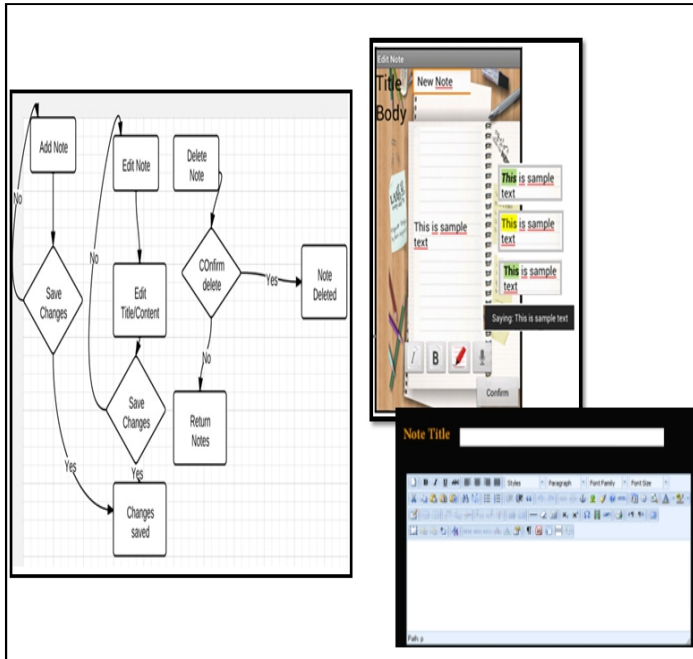 Add Note
Edit Note
Delete
Note
No
No
Save
Changes
Edit
Title/Content
COnfirm
delete
Yes
Note
Deleted
No
Save
Changes
Return
Notes
Yes
Yes
Changes
saved
Edit Note
Title
Body
New Note
This is sample
text
This is sample
text
This is sample
text
This is sample
text
Saying: This is sample text
I
B
Confirm
Note Title
B I U ABC
Styles
Paragraph
Font Family
Font Size
Path: p